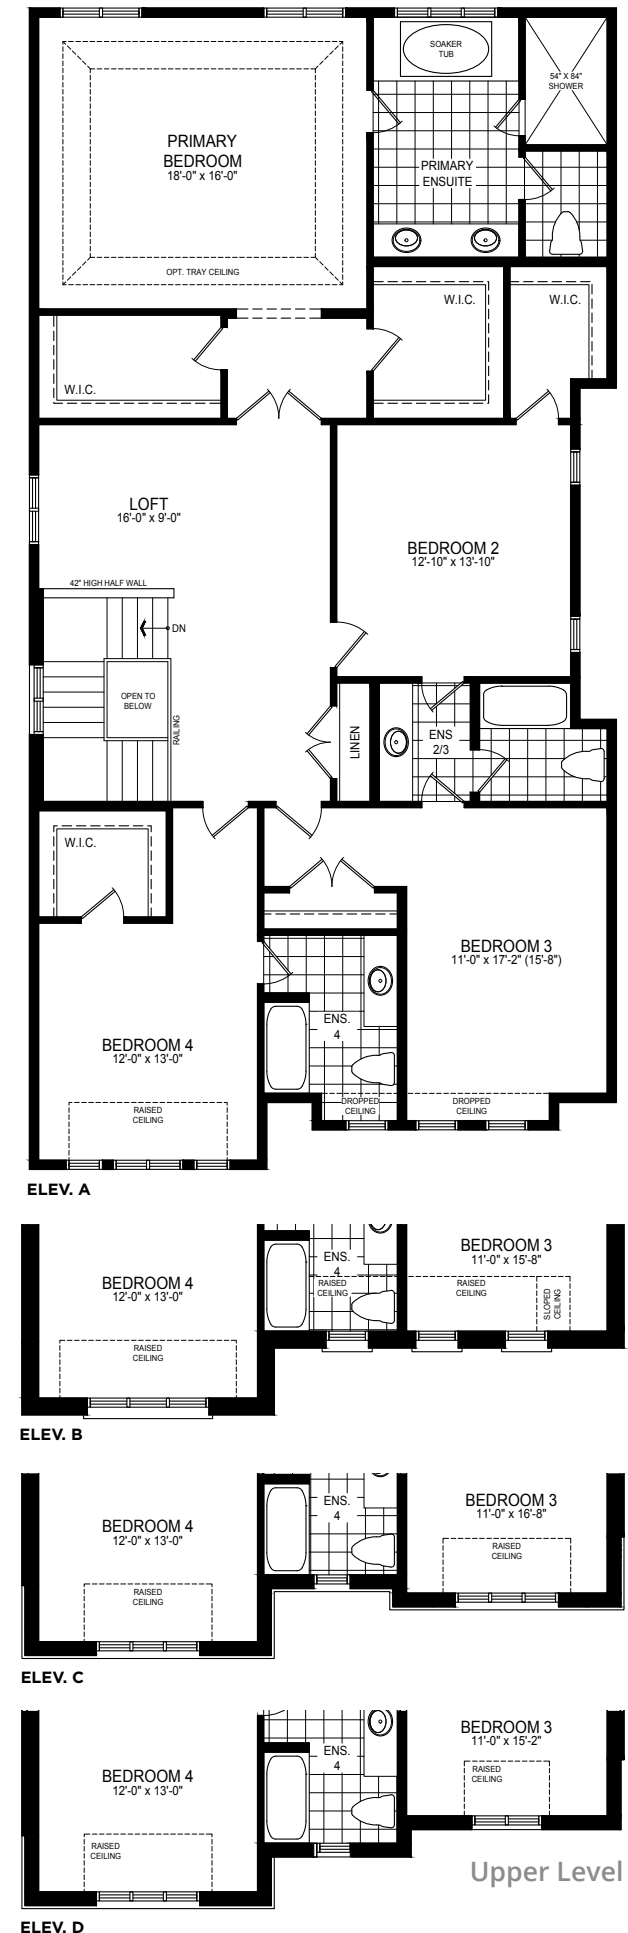 SOAKER
TUB
54" X 84"
SHOWER
PRIMARY
BEDROOM
18'-0" x 16'-0"
PRIMARY
ENSUITE
OPT. TRAY CEILING
W.I.C.
W.I.C.
W.I.C.
LOFT
16'-0" x 9'-0"
BEDROOM 2
12'-10" x 13'-10"
42" HIGH HALF WALL
DN
OPEN TO
BELOW
RAILING
LINEN
ENS
2/3
W.I.C.
BEDROOM 3
11'-0" x 17'-2" (15'-8")
ENS.
4
BEDROOM 4
12'-0" x 13'-0"
RAISED
CEILING
DROPPED
CEILING
DROPPED
CEILING
ELEV. A
BEDROOM 3
11'-0" x 15'-8"
ENS.
4
RAISED
CEILING
RAISED
CEILING
SLOPED
CEILING
BEDROOM 4
12'-0" x 13'-0"
RAISED
CEILING
ELEV. B
BEDROOM 3
11'-0" x 16'-8"
ENS.
4
BEDROOM 4
12'-0" x 13'-0"
RAISED
CEILING
RAISED
CEILING
ELEV. C
BEDROOM 3
11'-0" x 15'-2"
ENS.
4
RAISED
CEILING
BEDROOM 4
12'-0" x 13'-0"
RAISED
CEILING
Upper Level
ELEV. D